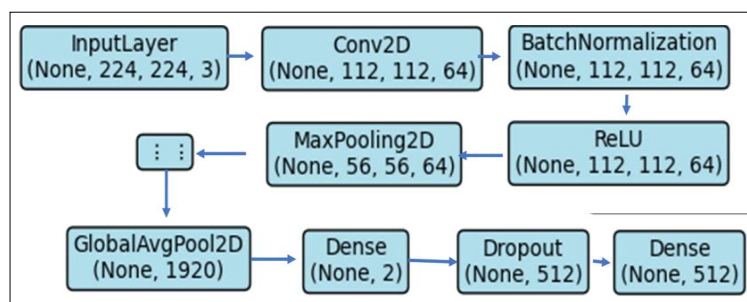 InputLayer
(None, 224, 224, 3)
Conv2D
(None, 112, 112, 64)
BatchNormalization
(None, 112, 112, 64)
ReLU
(None, 112, 112, 64)
MaxPooling2D
(None, 56, 56, 64)
⋮ ⋮
GlobalAvgPool2D
(None, 1920)
Dense
(None, 2)
Dropout
(None, 512)
Dense
(None, 512)